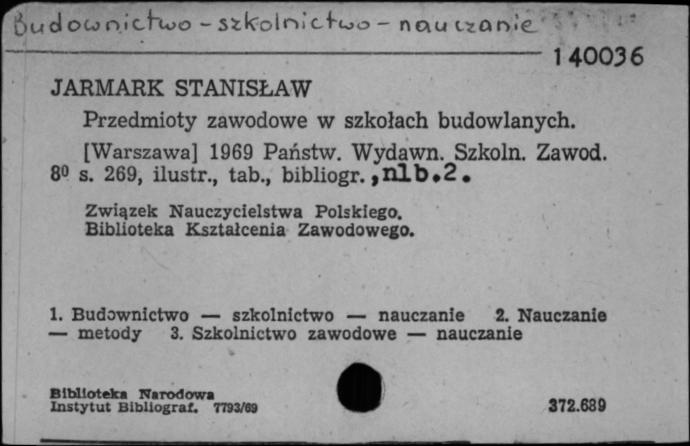 Budownictwo - szkolnictwo - nauczanie
140036
JARMARK STANISŁAW
Przedmioty zawodowe w szkołach budowlanych.
[Warszawa] 1969 Państw. Wydawn. Szkoln. Zawod.
8⁰ s. 269, ilustr., tab., bibliogr., nlb.2.
Związek Nauczycielstwa Polskiego.
Biblioteka Kształcenia Zawodowego.
1. Budownictwo — szkolnictwo — nauczanie 2. Nauczanie
— metody 3. Szkolnictwo zawodowe — nauczanie
Biblioteka Narodowa
Instytut Bibliograf. 7793/69
372.689